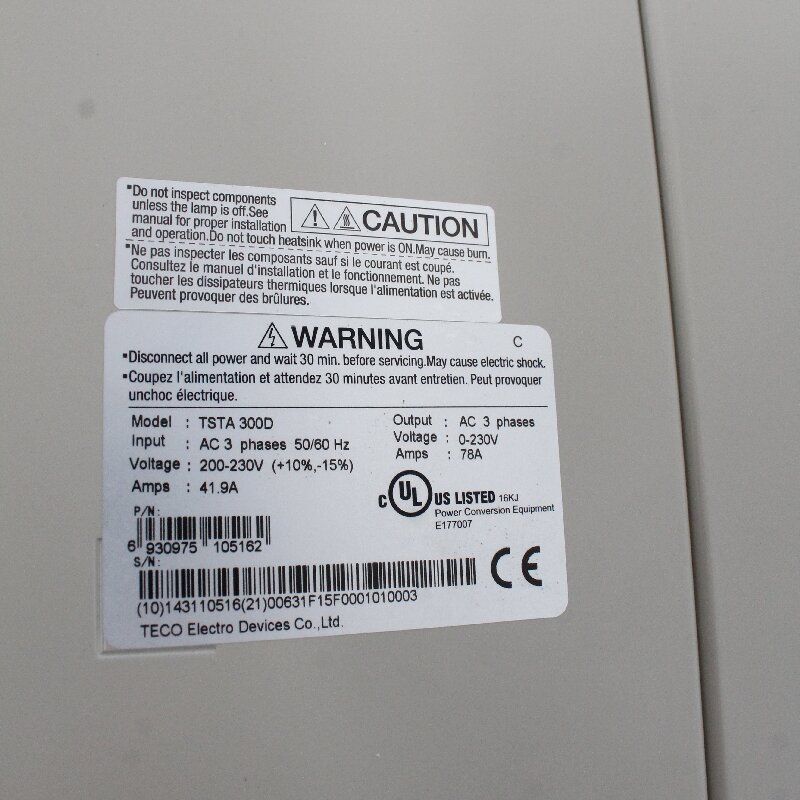 ▪Do not inspect components
unless the lamp is off.See
manual for proper installation
and operation.Do not touch heatsink when power is ON.May cause burn.
CAUTION
▪Ne pas inspecter les composants sauf si le courant est coupé.
Consultez le manuel d'installation et le fonctionnement. Ne pas
toucher les dissipateurs thermiques lorsque l'alimentation est activée.
Peuvent provoquer des brûlures.
WARNING
C
▪Disconnect all power and wait 30 min. before servicing.May cause electric shock.
▪Coupez l'alimentation et attendez 30 minutes avant entretien. Peut provoquer
unchoc électrique.
Model : TSTA 300D
Input : AC 3 phases 50/60 Hz
Voltage : 200-230V (+10%,-15%)
Amps : 41.9A
Output : AC 3 phases
Voltage : 0-230V
Amps : 78A
C UL US LISTED 16KJ
Power Conversion Equipment
E177007
P/N:
6 930975 105162
S/N:
(10)143110516(21)00631F15F0001010003
CE
TECO Electro Devices Co.,Ltd.